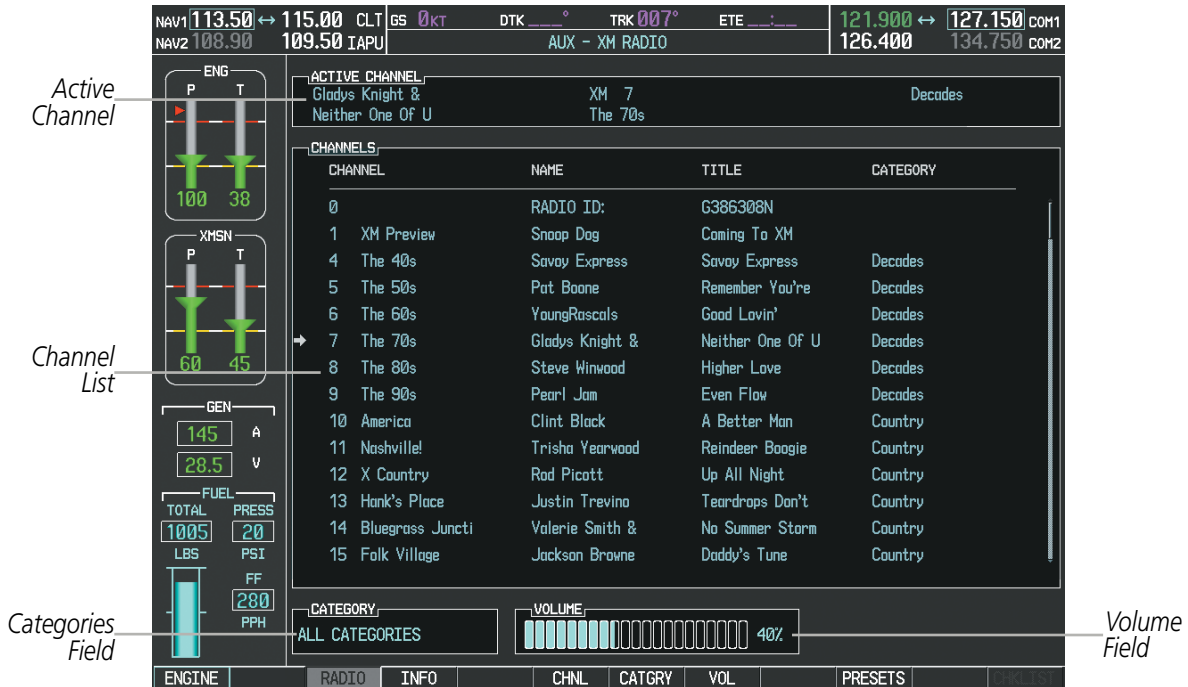 NAV1 113.50 ↔ 115.00 CLT GS 0KT DTK ___° TRK 007° ETE __:__ 121.900 ↔ 127.150 COM1
NAV2 108.90 109.50 IAPU AUX – XM RADIO 126.400 134.750 COM2
Active Channel
Channel List
Categories Field
Volume Field
ENG
P T
100 38
XMSN
P T
60 45
GEN
145 A
28.5 V
FUEL
TOTAL PRESS
1005 20
LBS PSI
FF
280
PPH
ACTIVE CHANNEL
Gladys Knight & XM 7 Decades
Neither One Of U The 70s
CHANNELS
CHANNEL NAME TITLE CATEGORY
0 RADIO ID: G386308N
1 XM Preview Snoop Dog Coming To XM
4 The 40s Savoy Express Savoy Express Decades
5 The 50s Pat Boone Remember You're Decades
6 The 60s YoungRascals Good Lovin' Decades
7 The 70s Gladys Knight & Neither One Of U Decades
8 The 80s Steve Winwood Higher Love Decades
9 The 90s Pearl Jam Even Flow Decades
10 America Clint Black A Better Man Country
11 Nashville! Trisha Yearwood Reindeer Boogie Country
12 X Country Rod Picott Up All Night Country
13 Hank's Place Justin Trevino Teardrops Don't Country
14 Bluegrass Juncti Valerie Smith & No Summer Storm Country
15 Folk Village Jackson Browne Daddy's Tune Country
CATEGORY
ALL CATEGORIES
VOLUME
40%
ENGINE RADIO INFO CHNL CATGRY VOL PRESETS CHKLIST